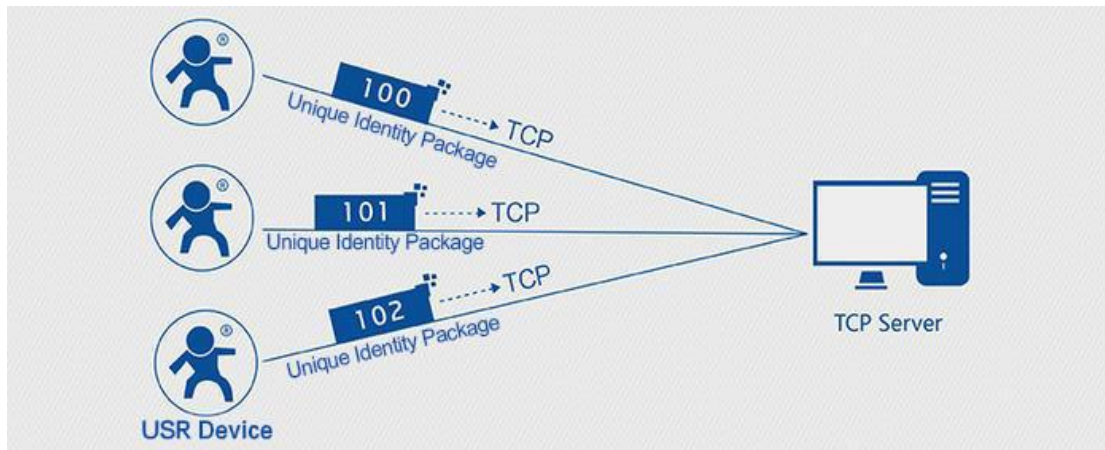 ®
100
TCP
Unique Identity Package
®
101
TCP
Unique Identity Package
TCP Server
®
102
TCP
Unique Identity Package
USR Device